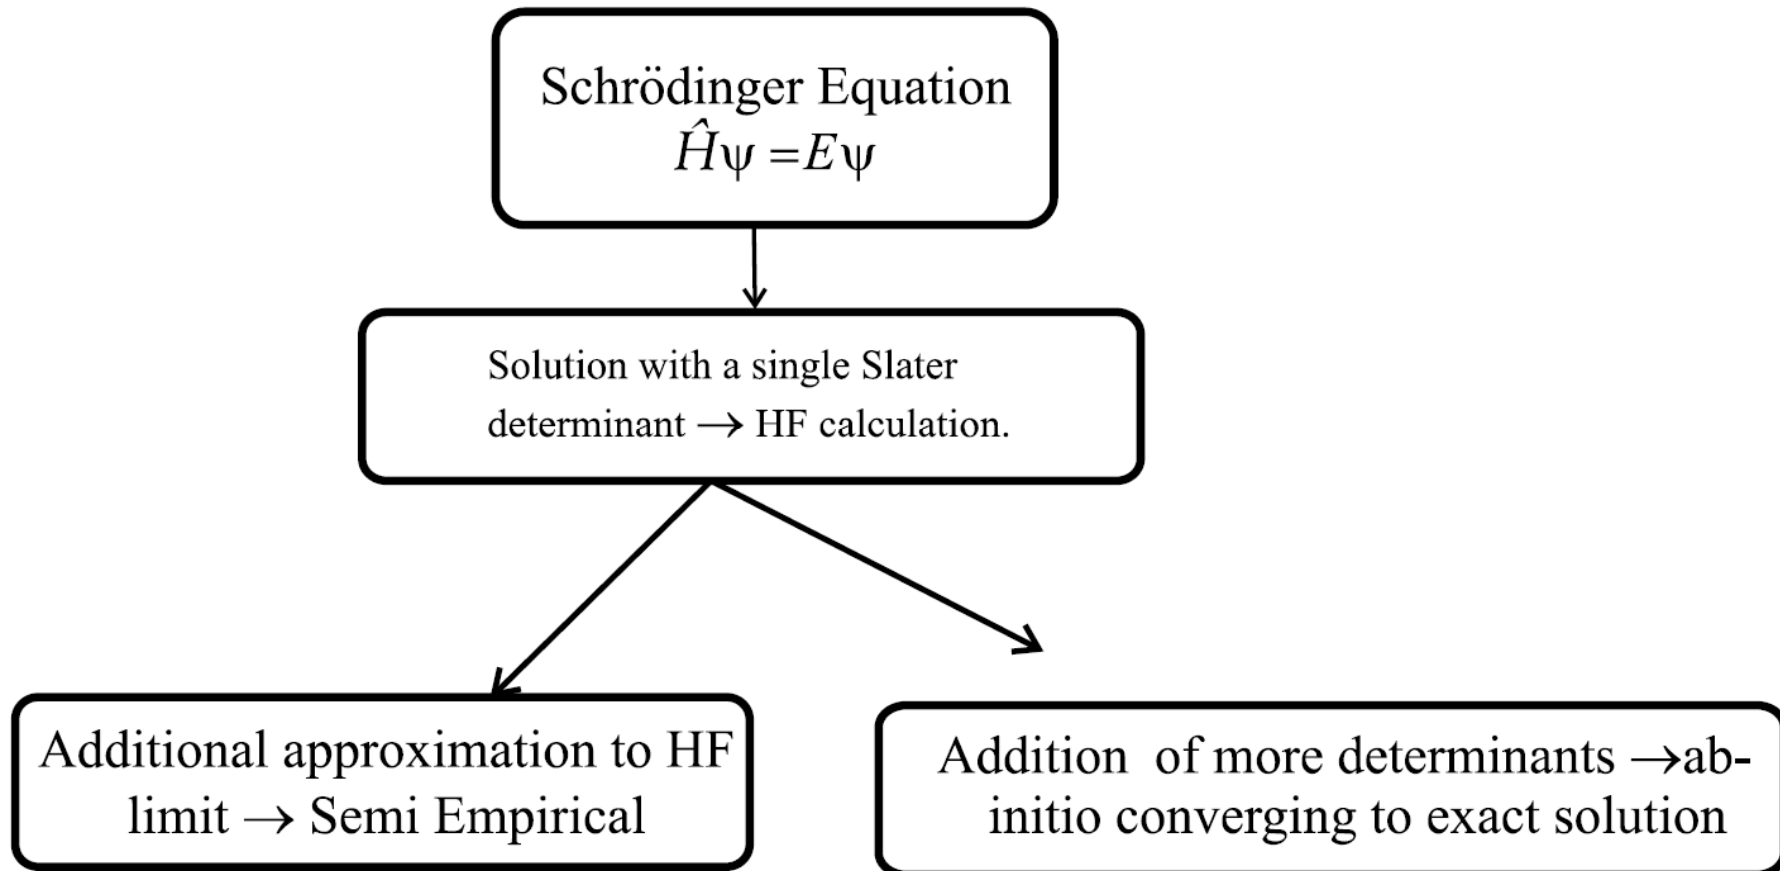 Schrödinger Equation
Ĥψ =Eψ
Solution with a single Slater
determinant → HF calculation.
Additional approximation to HF
limit → Semi Empirical
Addition of more determinants →ab-
initio converging to exact solution